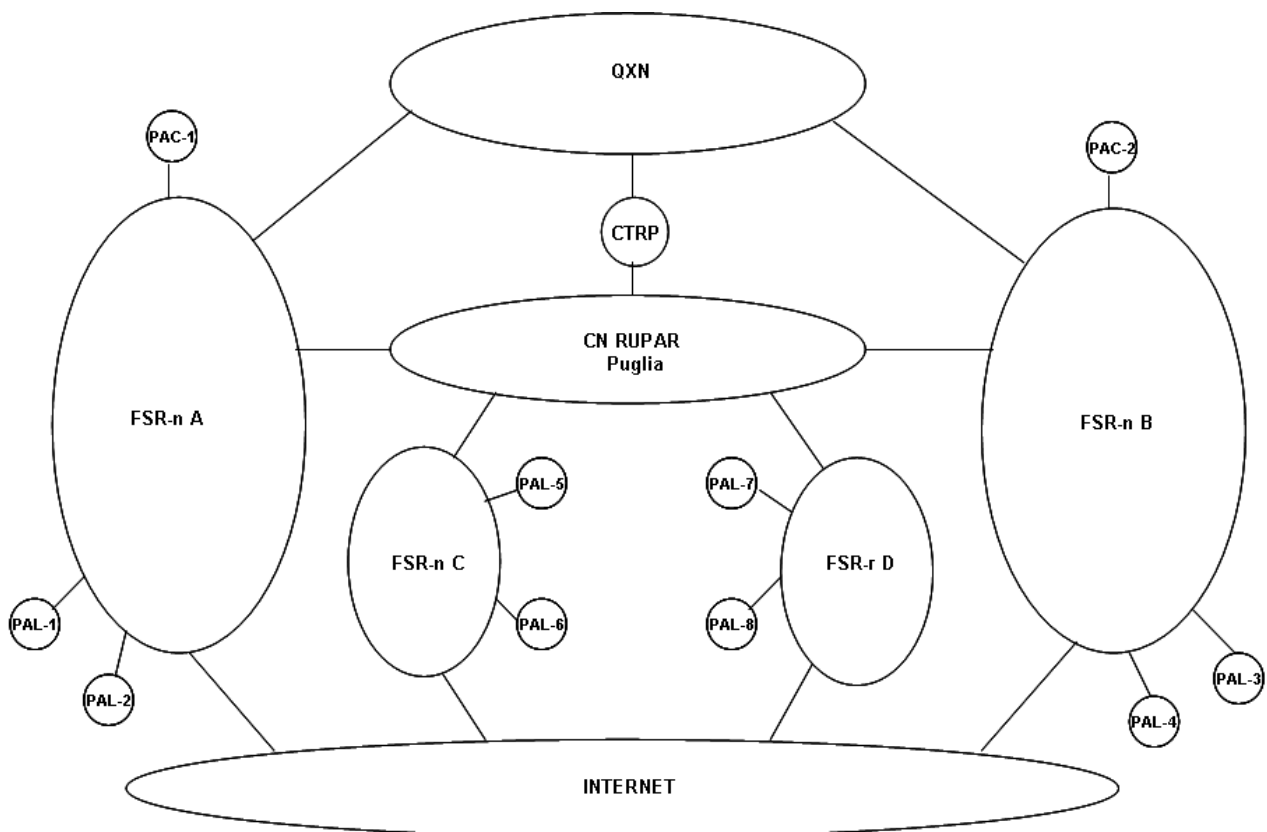 QXN
PAC-1
PAC-2
CTRP
CN RUPAR
Puglia
FSR-n A
FSR-n B
PAL-5
PAL-7
FSR-n C
FSR-r D
PAL-1
PAL-6
PAL-8
PAL-3
PAL-2
PAL-4
INTERNET